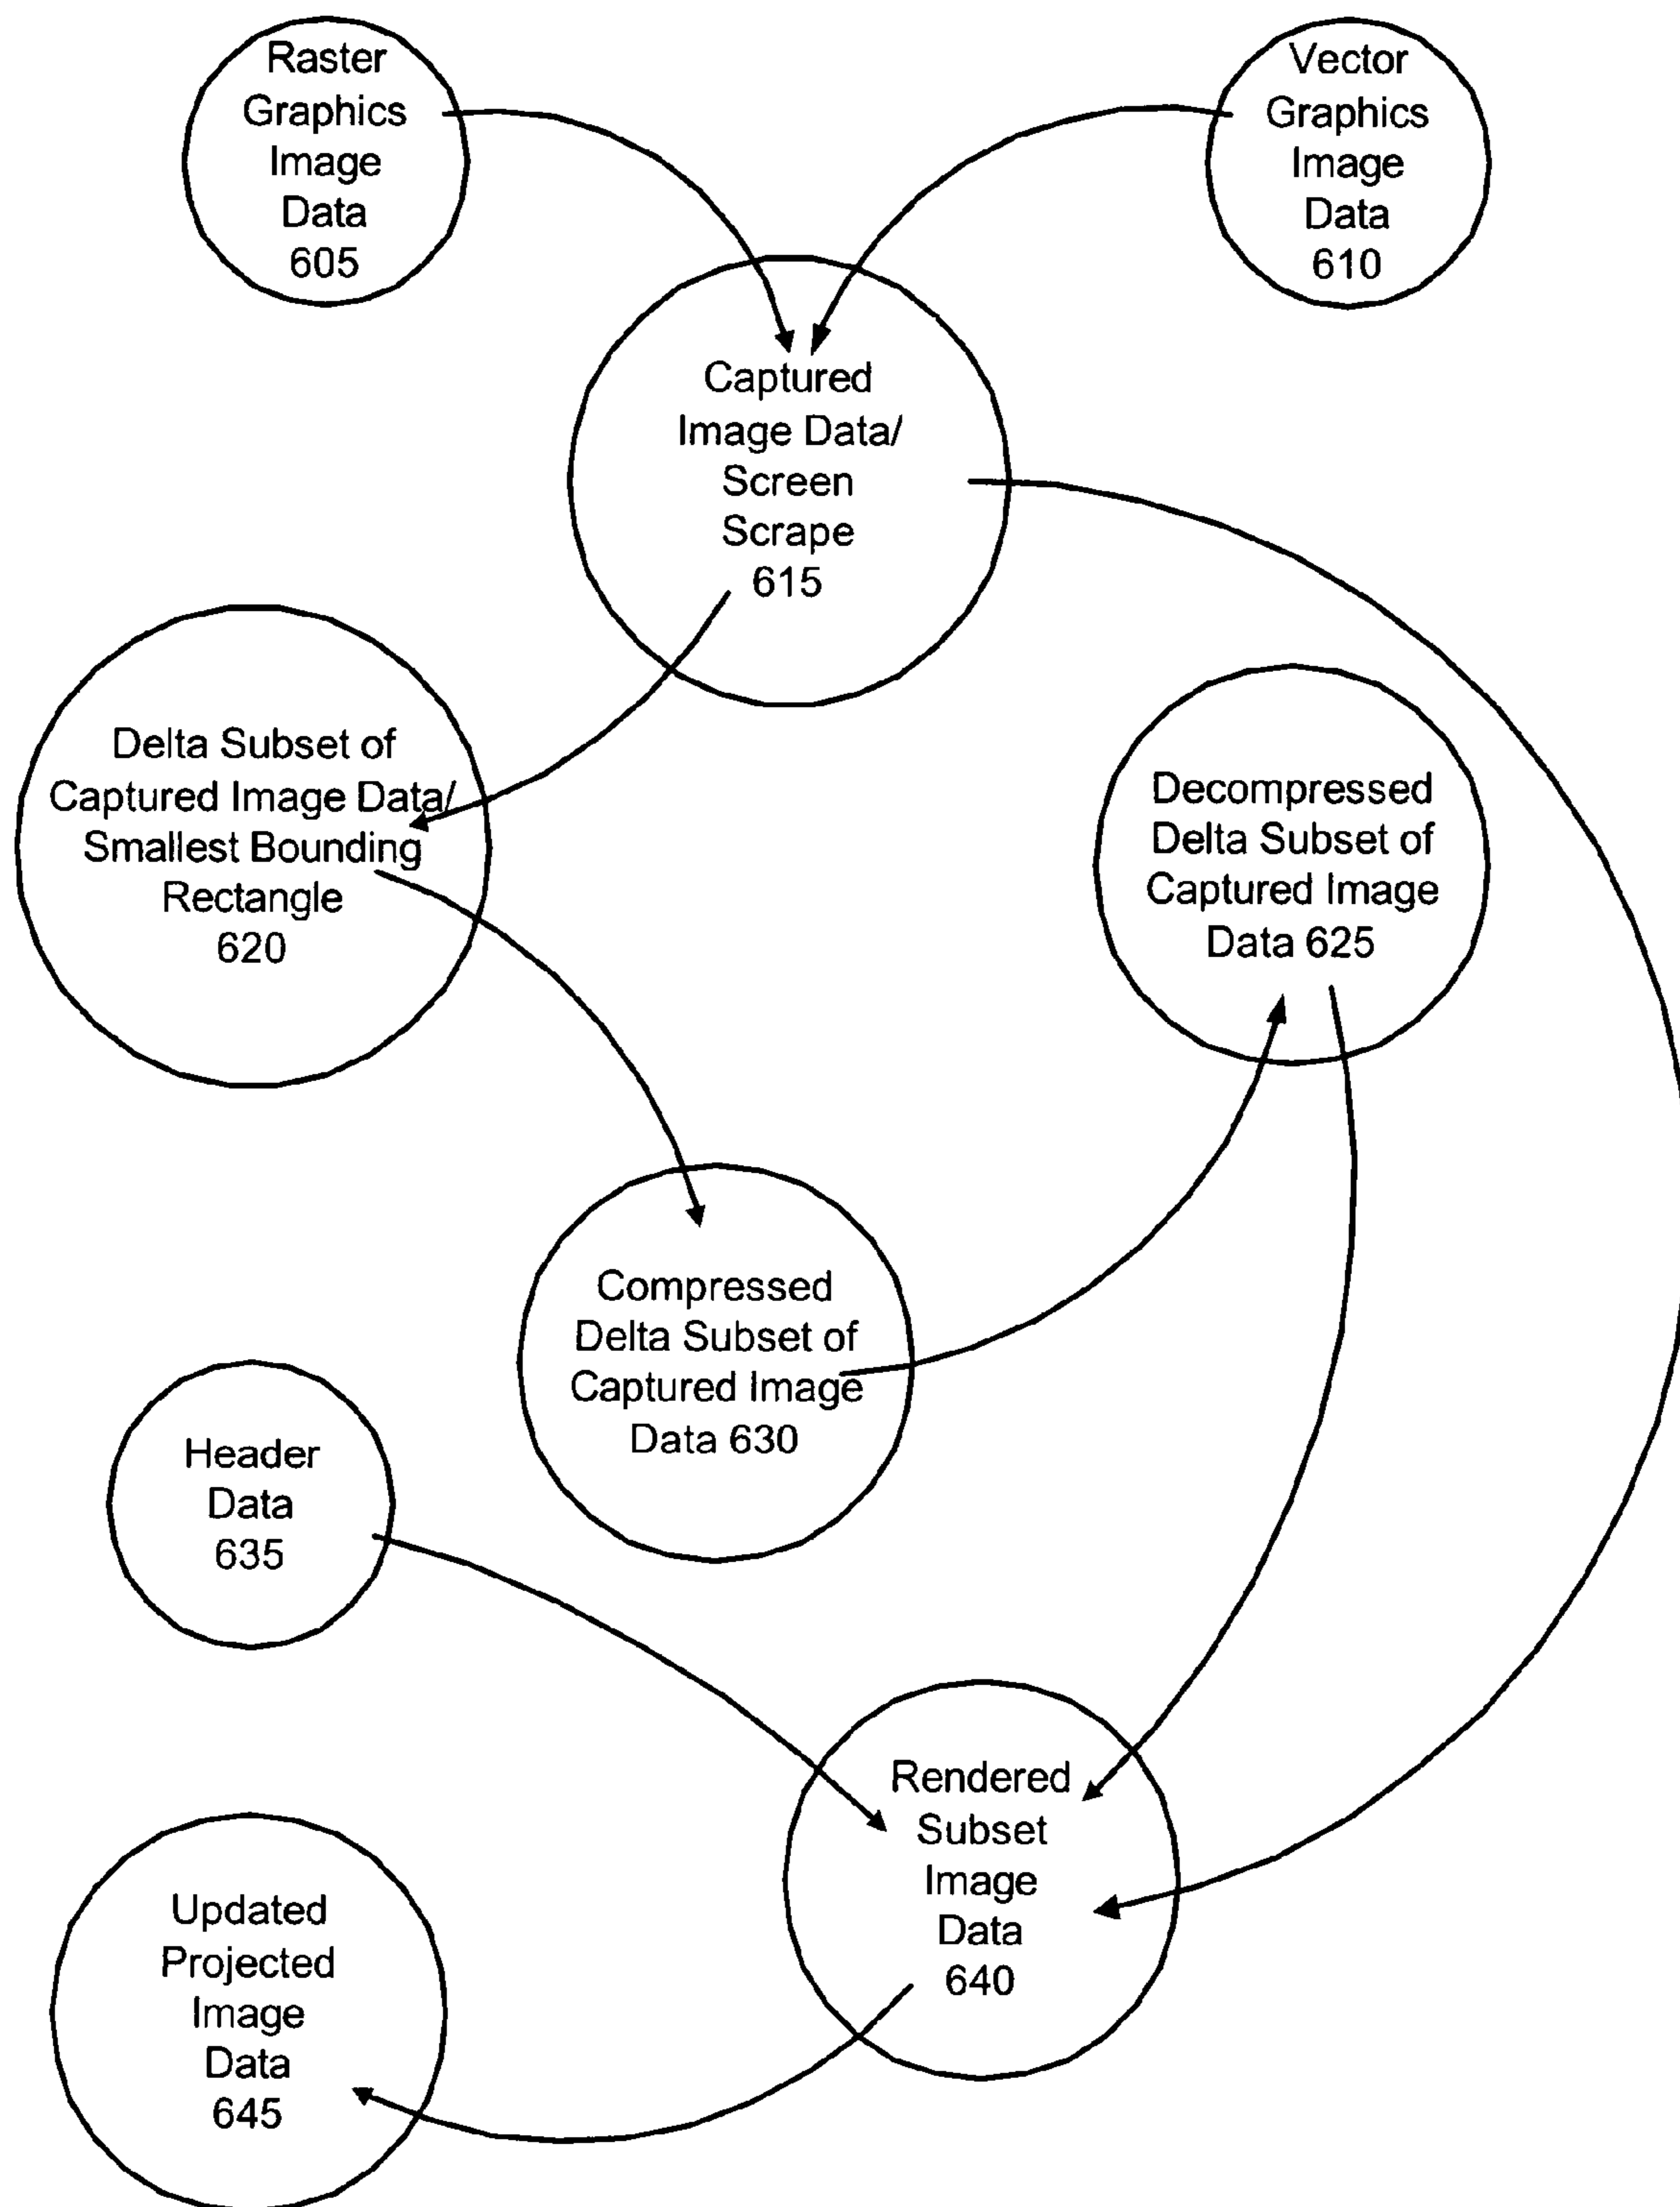 Raster
Graphics
Image
Data
605
Vector
Graphics
Image
Data
610
Captured
Image Data/
Screen
Scrape
615
Delta Subset of
Captured Image Data/
Smallest Bounding
Rectangle
620
Decompressed
Delta Subset of
Captured Image
Data 625
Compressed
Delta Subset of
Captured Image
Data 630
Header
Data
635
Rendered
Subset
Image
Data
640
Updated
Projected
Image
Data
645